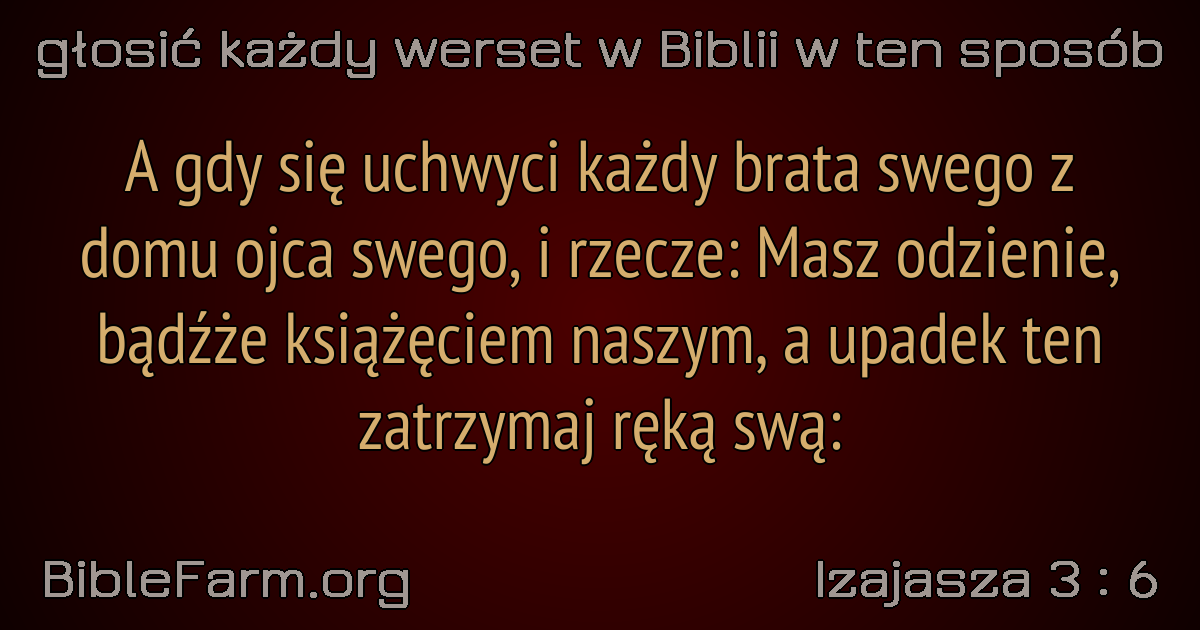 głosić każdy werset w Biblii w ten sposób
A gdy się uchwyci każdy brata swego z
domu ojca swego, i rzecze: Masz odzienie,
bądźże książęciem naszym, a upadek ten
zatrzymaj ręką swą:
BibleFarm.org
Izajasza 3 : 6